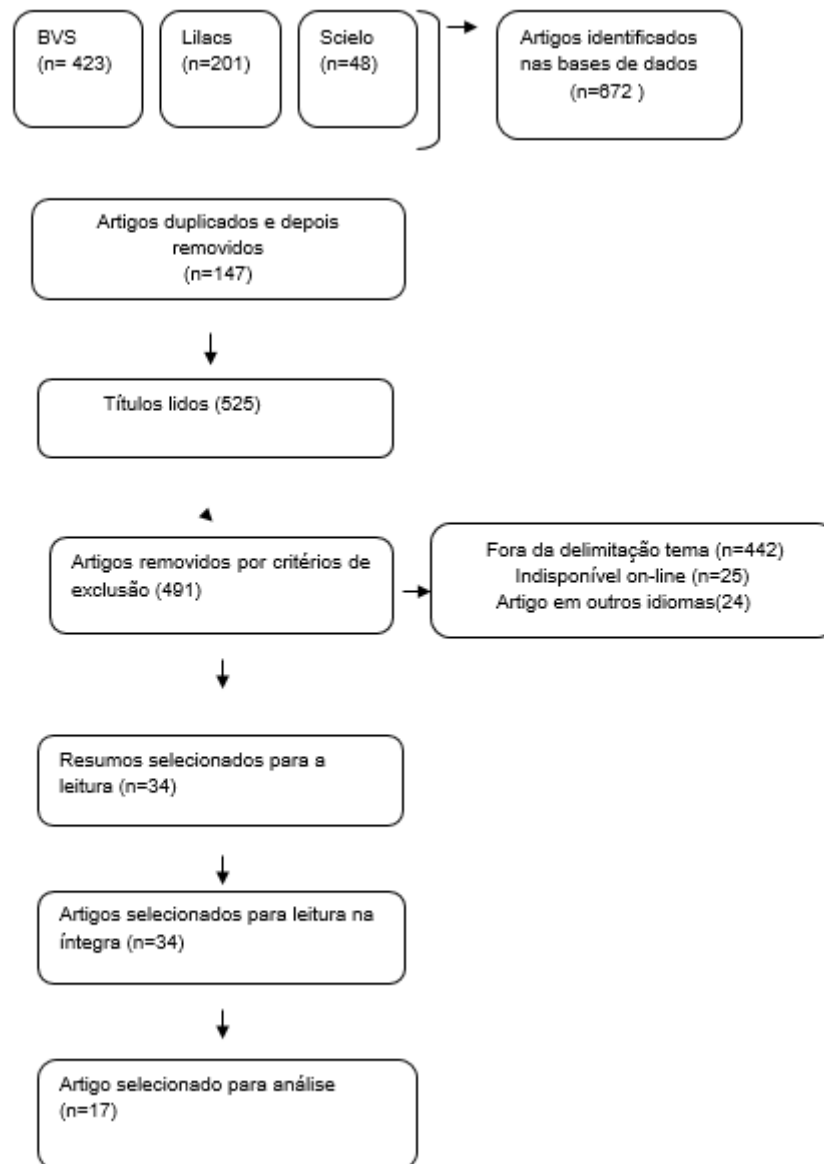 BVS
(n= 423)
Lilacs
(n=201)
Scielo
(n=48)
Artigos identificados
nas bases de dados
(n=672 )
Artigos duplicados e depois
removidos
(n=147)
Títulos lidos (525)
Artigos removidos por critérios de
exclusão (491)
Fora da delimitação tema (n=442)
Indisponível on-line (n=25)
Artigo em outros idiomas(24)
Resumos selecionados para a
leitura (n=34)
Artigos selecionados para leitura na
íntegra (n=34)
Artigo selecionado para análise
(n=17)